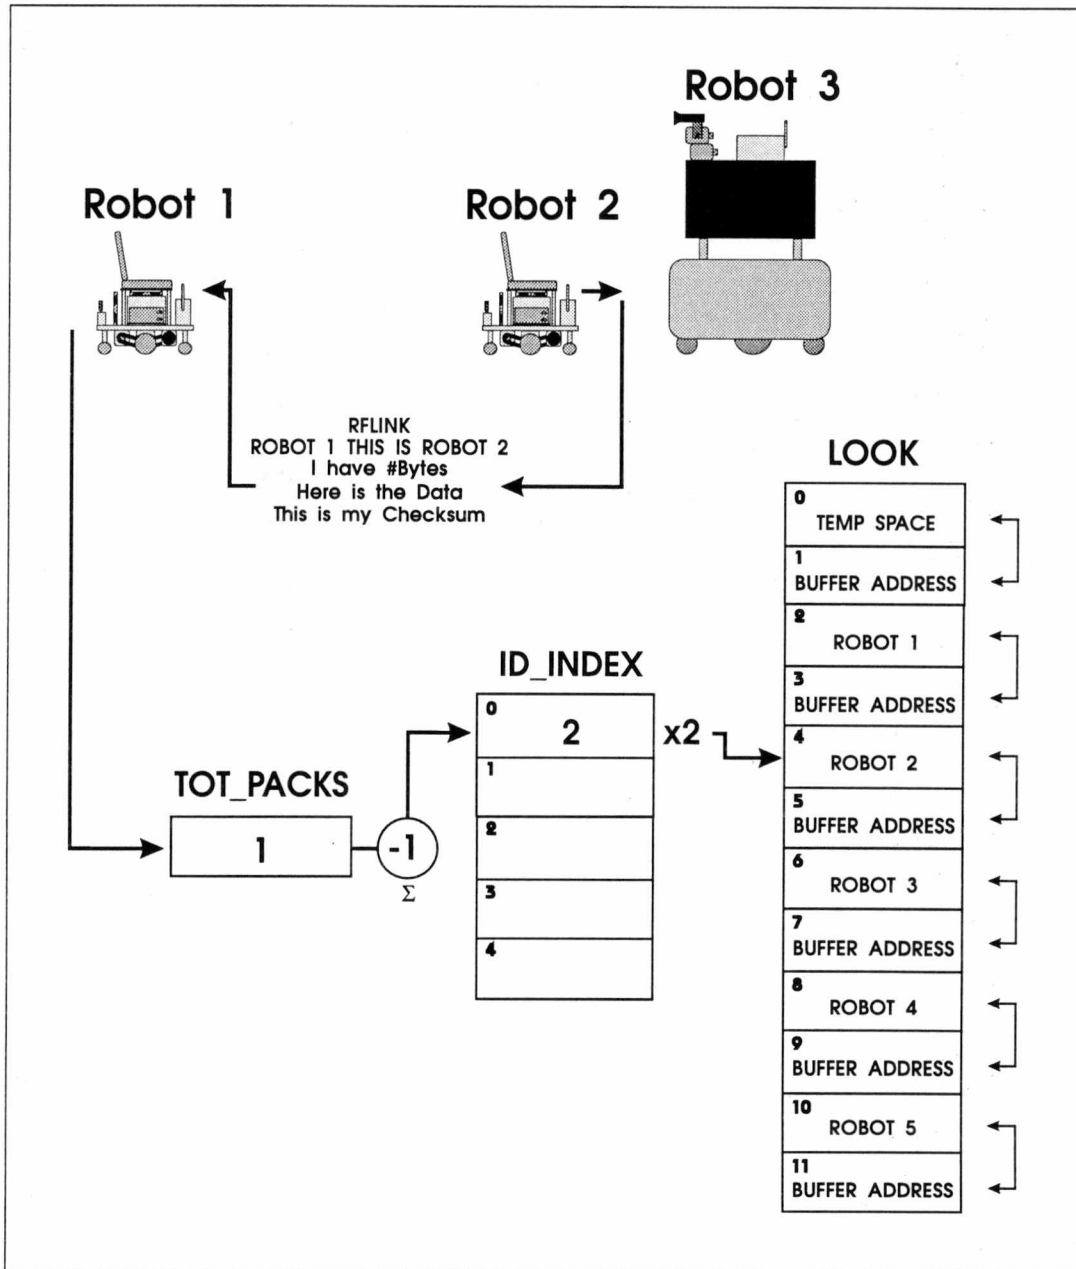 Robot 3
Robot 1
Robot 2
RFLINK
ROBOT 1 THIS IS ROBOT 2
I have #Bytes
Here is the Data
This is my Checksum
LOOK
0
TEMP SPACE
1
BUFFER ADDRESS
2
ROBOT 1
3
BUFFER ADDRESS
4
ROBOT 2
5
BUFFER ADDRESS
6
ROBOT 3
7
BUFFER ADDRESS
8
ROBOT 4
9
BUFFER ADDRESS
10
ROBOT 5
11
BUFFER ADDRESS
ID_INDEX
0
2
x2
1
2
3
4
TOT_PACKS
1
-1
Σ